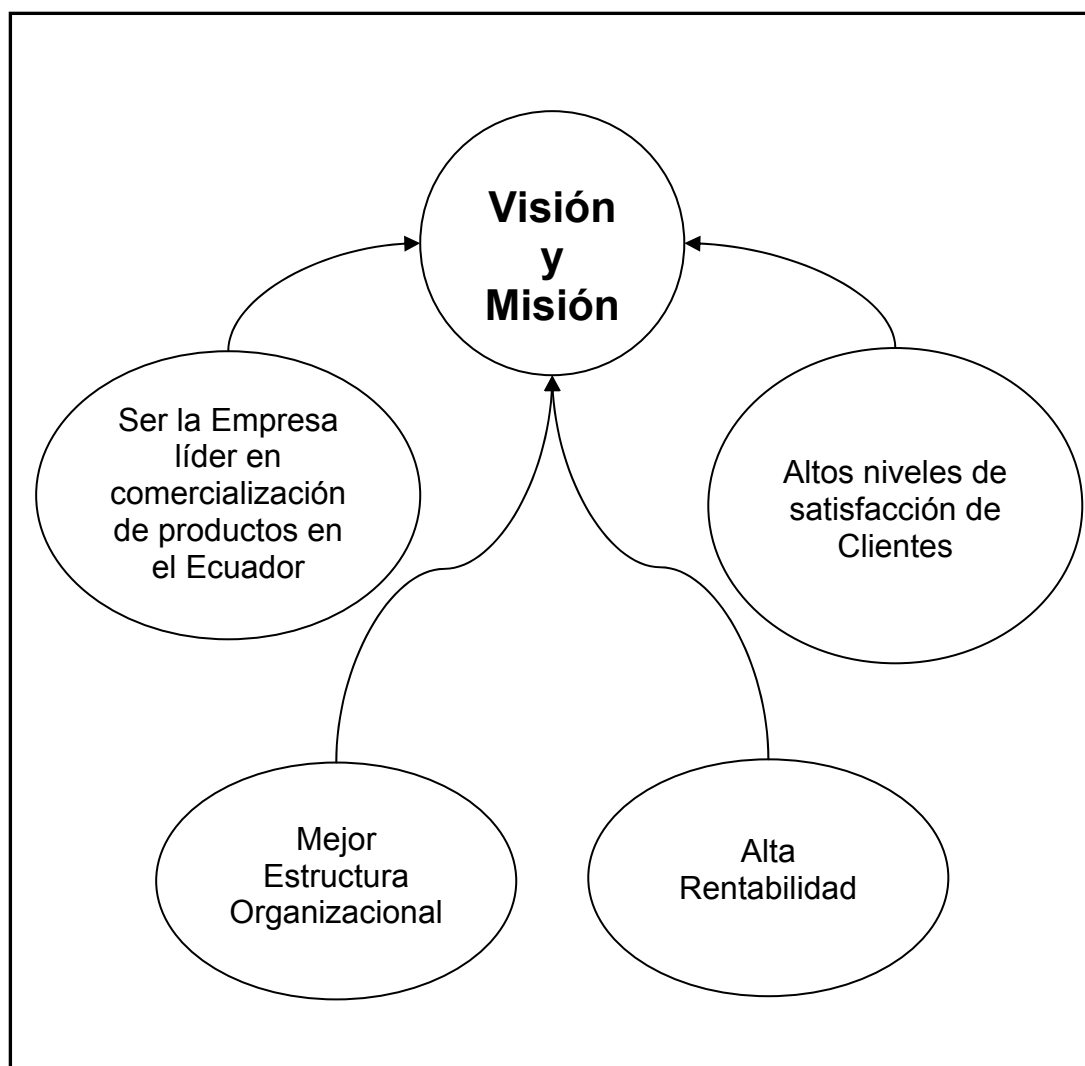 Visión
y
Misión
Ser la Empresa
líder en
comercialización
de productos en
el Ecuador
Altos niveles de
satisfacción de
Clientes
Mejor
Estructura
Organizacional
Alta
Rentabilidad